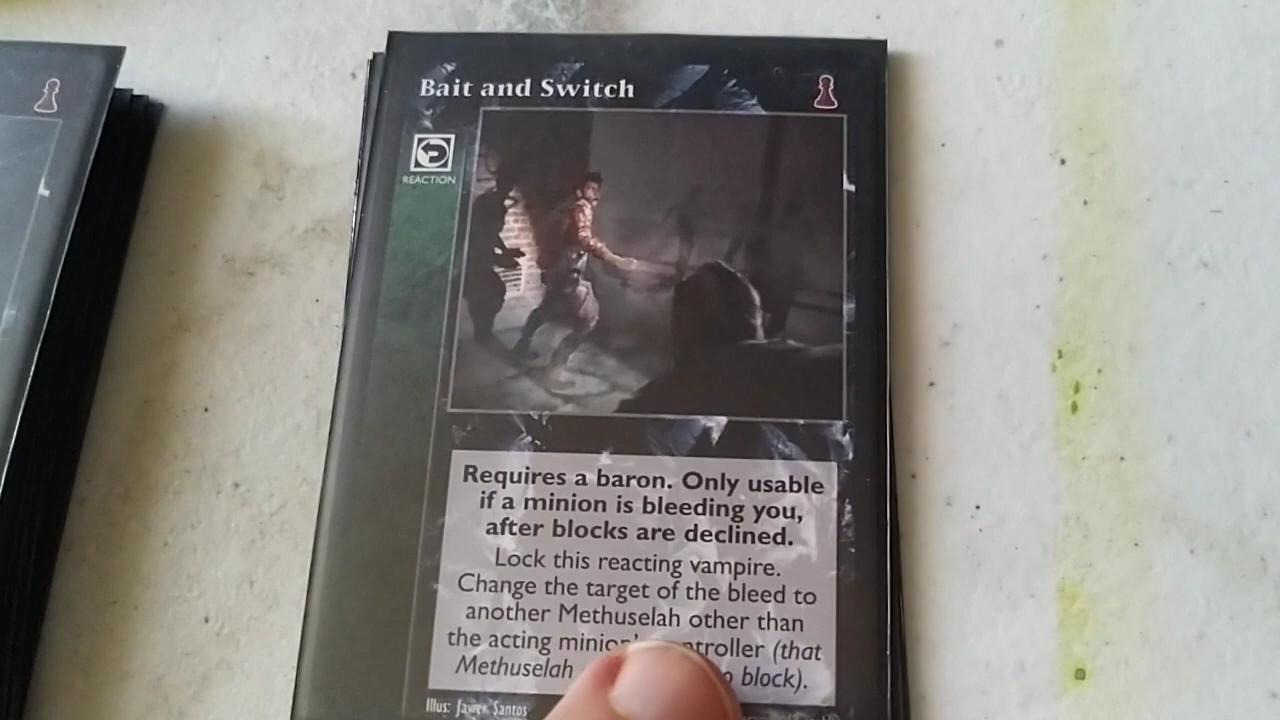 Bait and Switch
REACTION
Requires a baron. Only usable
if a minion is bleeding you,
after blocks are declined.
Lock this reacting vampire.
Change the target of the bleed to
another Methuselah other than
the acting (that
Methuselah block).
Illus: Javier Santos